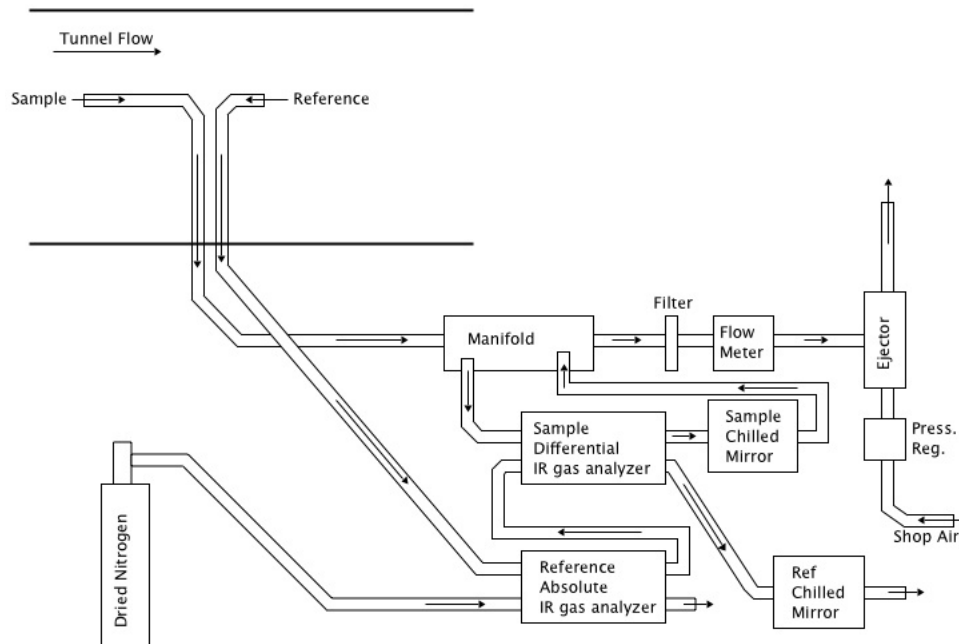 Tunnel Flow
Sample
Reference
Filter
Manifold
Flow
Meter
Ejector
Press.
Reg.
Shop Air
Sample
Differential
IR gas analyzer
Sample
Chilled
Mirror
Dried Nitrogen
Reference
Absolute
IR gas analyzer
Ref
Chilled
Mirror